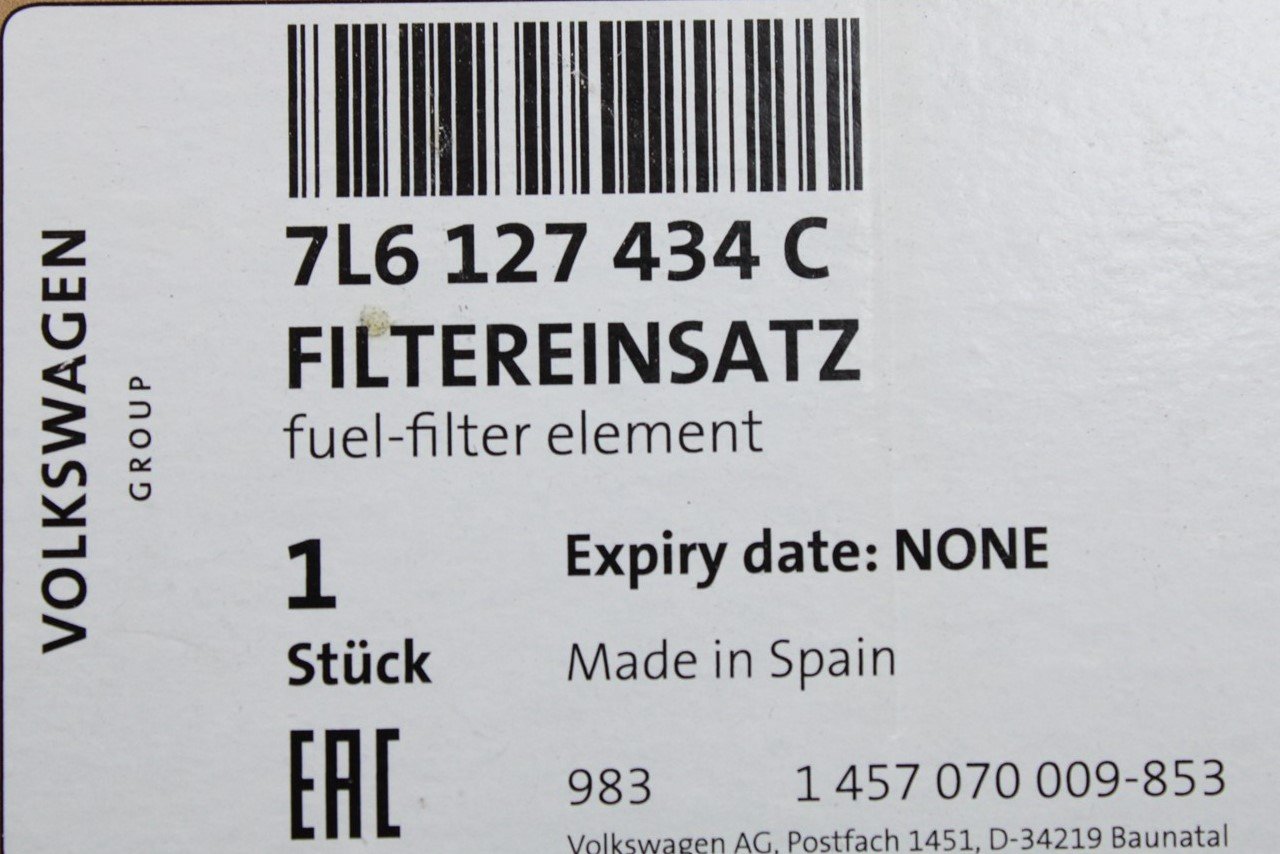 VOLKSWAGEN
GROUP
7L6 127 434 C
FILTEREINSATZ
fuel-filter element
1
Stück
Expiry date: NONE
Made in Spain
EAC
983 1 457 070 009-853
Volkswagen AG, Postfach 1451, D-34219 Baunatal